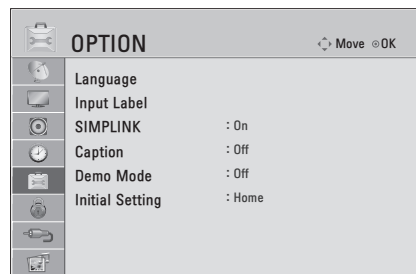 OPTION Move OK
Language
Input Label
SIMPLINK : On
Caption : Off
Demo Mode : Off
Initial Setting : Home